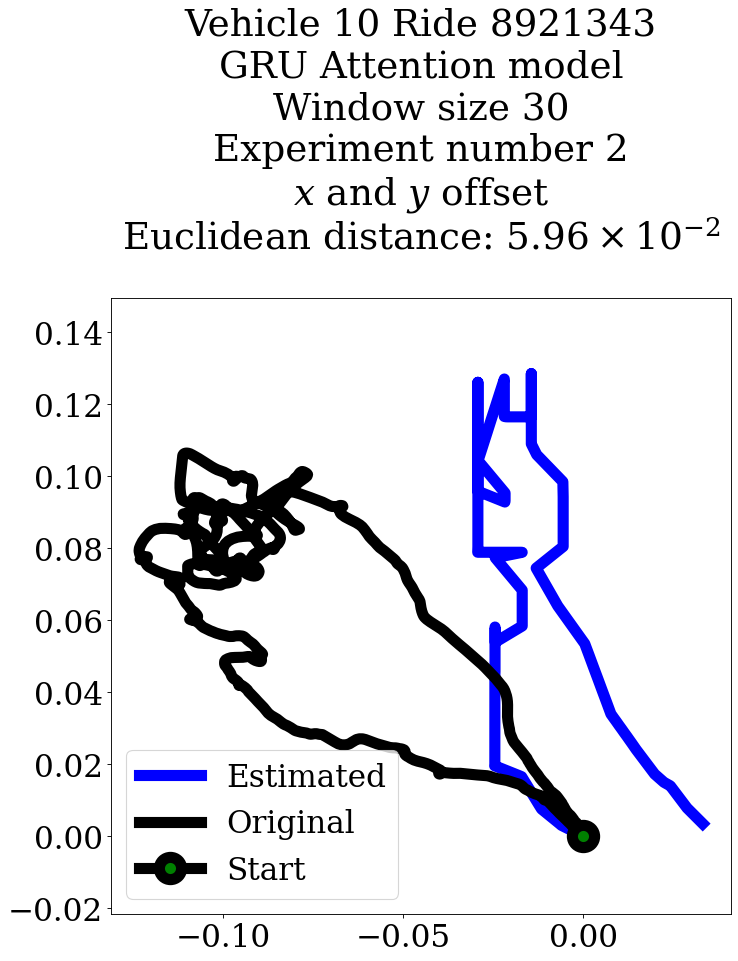 Vehicle 10 Ride 8921343
GRU Attention model
Window size 30
Experiment number 2
x and y offset
Euclidean distance: 5.96 × 10⁻²
0.14
0.12
0.10
0.08
0.06
0.04
0.02
0.00
−0.02
Estimated
Original
Start
−0.10
−0.05
0.00